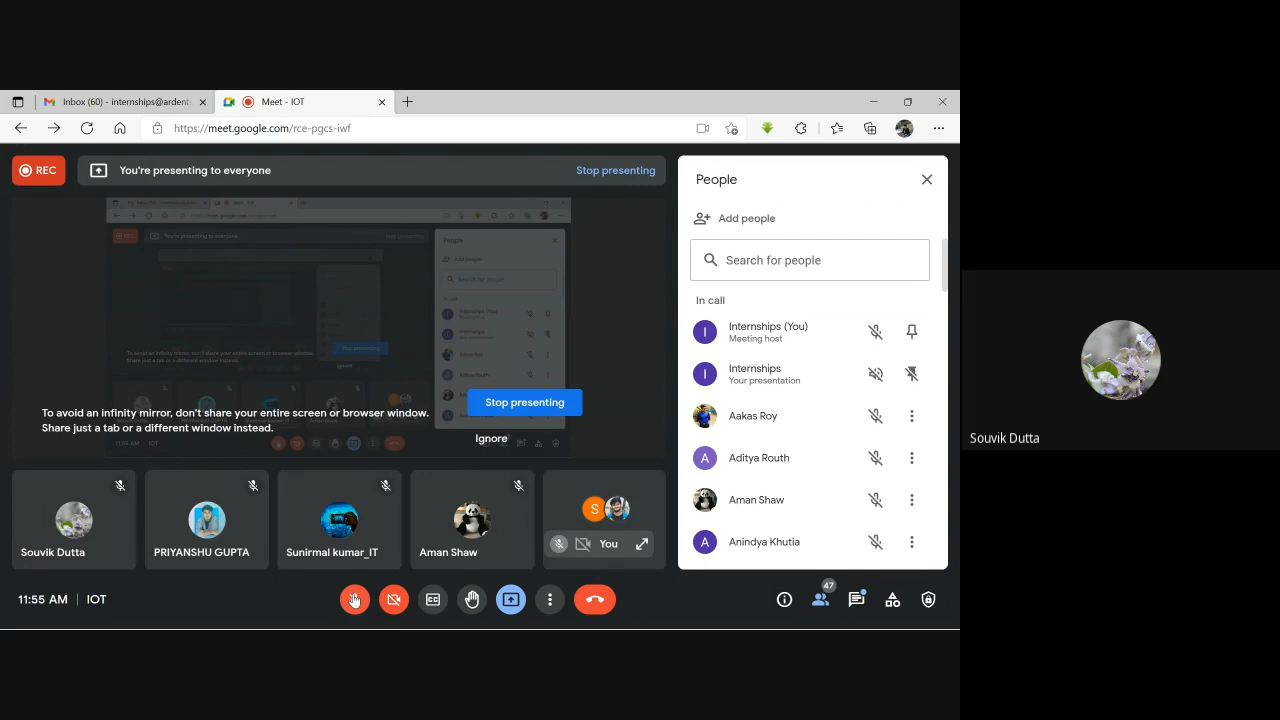 Inbox (60) - internships@ardent
Meet - IOT
https://meet.google.com/rce-pgcs-iwf
REC
You're presenting to everyone
Stop presenting
To avoid an infinity mirror, don't share your entire screen or browser window.
Share just a tab or a different window instead.
Stop presenting
Ignore
Souvik Dutta
PRIYANSHU GUPTA
Sunirmal kumar_IT
Aman Shaw
S
You
11:55 AM | IOT
People
Add people
Search for people
In call
I
Internships (You)
Meeting host
I
Internships
Your presentation
Aakas Roy
A
Aditya Routh
Aman Shaw
A
Anindya Khutia
47
Souvik Dutta